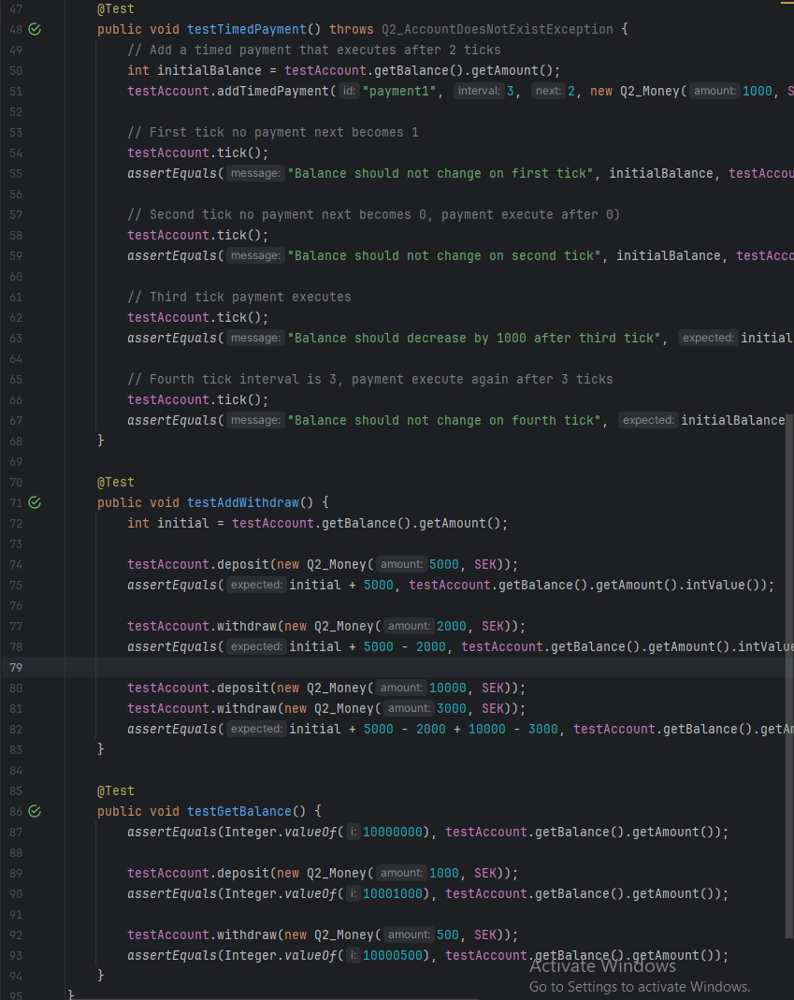 47 @Test
48 public void testTimedPayment() throws Q2_AccountDoesNotExistException {
49 // Add a timed payment that executes after 2 ticks
50 int initialBalance = testAccount.getBalance().getAmount();
51 testAccount.addTimedPayment( id: "payment1", interval: 3, next: 2, new Q2_Money( amount: 1000, S
52
53 // First tick no payment next becomes 1
54 testAccount.tick();
55 assertEquals( message: "Balance should not change on first tick", initialBalance, testAccou
56
57 // Second tick no payment next becomes 0, payment execute after 0)
58 testAccount.tick();
59 assertEquals( message: "Balance should not change on second tick", initialBalance, testAcco
60
61 // Third tick payment executes
62 testAccount.tick();
63 assertEquals( message: "Balance should decrease by 1000 after third tick", expected: initial
64
65 // Fourth tick interval is 3, payment execute again after 3 ticks
66 testAccount.tick();
67 assertEquals( message: "Balance should not change on fourth tick", expected: initialBalance
68 }
69
70 @Test
71 public void testAddWithdraw() {
72 int initial = testAccount.getBalance().getAmount();
73
74 testAccount.deposit(new Q2_Money( amount: 5000, SEK));
75 assertEquals( expected: initial + 5000, testAccount.getBalance().getAmount().intValue());
76
77 testAccount.withdraw(new Q2_Money( amount: 2000, SEK));
78 assertEquals( expected: initial + 5000 - 2000, testAccount.getBalance().getAmount().intValue
79
80 testAccount.deposit(new Q2_Money( amount: 10000, SEK));
81 testAccount.withdraw(new Q2_Money( amount: 3000, SEK));
82 assertEquals( expected: initial + 5000 - 2000 + 10000 - 3000, testAccount.getBalance().getAm
83 }
84
85 @Test
86 public void testGetBalance() {
87 assertEquals(Integer.valueOf( i: 10000000), testAccount.getBalance().getAmount());
88
89 testAccount.deposit(new Q2_Money( amount: 1000, SEK));
90 assertEquals(Integer.valueOf( i: 10001000), testAccount.getBalance().getAmount());
91
92 testAccount.withdraw(new Q2_Money( amount: 500, SEK));
93 assertEquals(Integer.valueOf( i: 10000500), testAccount.getBalance().getAmount());
94 }
95 }
Activate Windows
Go to Settings to activate Windows.